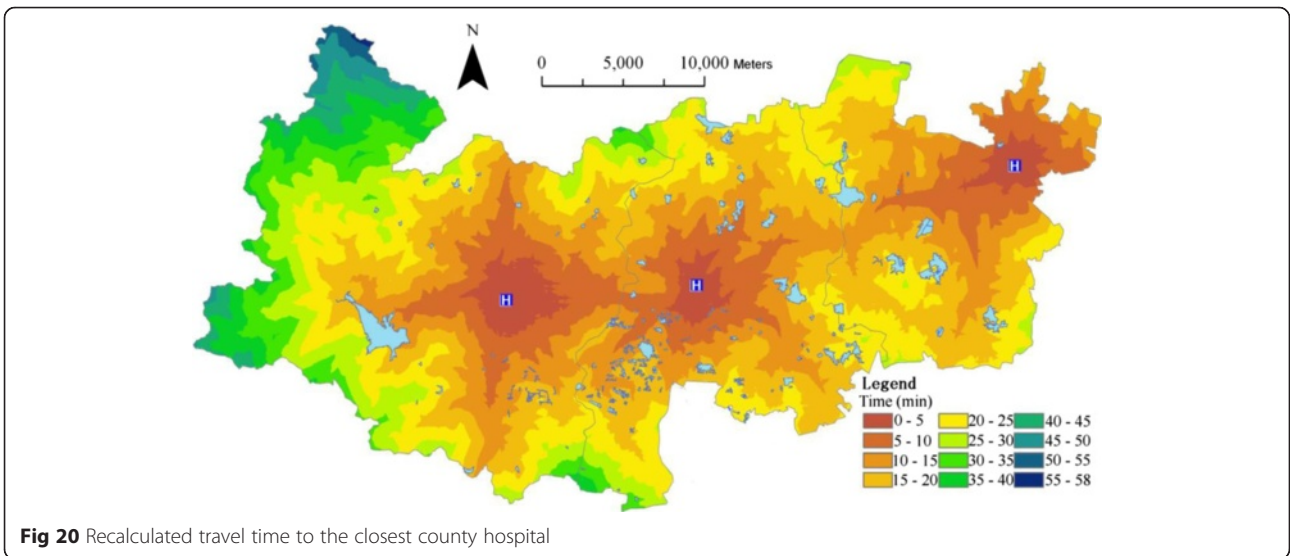 N
0 5,000 10,000 Meters
H
H
H
Legend
Time (min)
0 - 5 20 - 25 40 - 45
5 - 10 25 - 30 45 - 50
10 - 15 30 - 35 50 - 55
15 - 20 35 - 40 55 - 58
Fig 20 Recalculated travel time to the closest county hospital